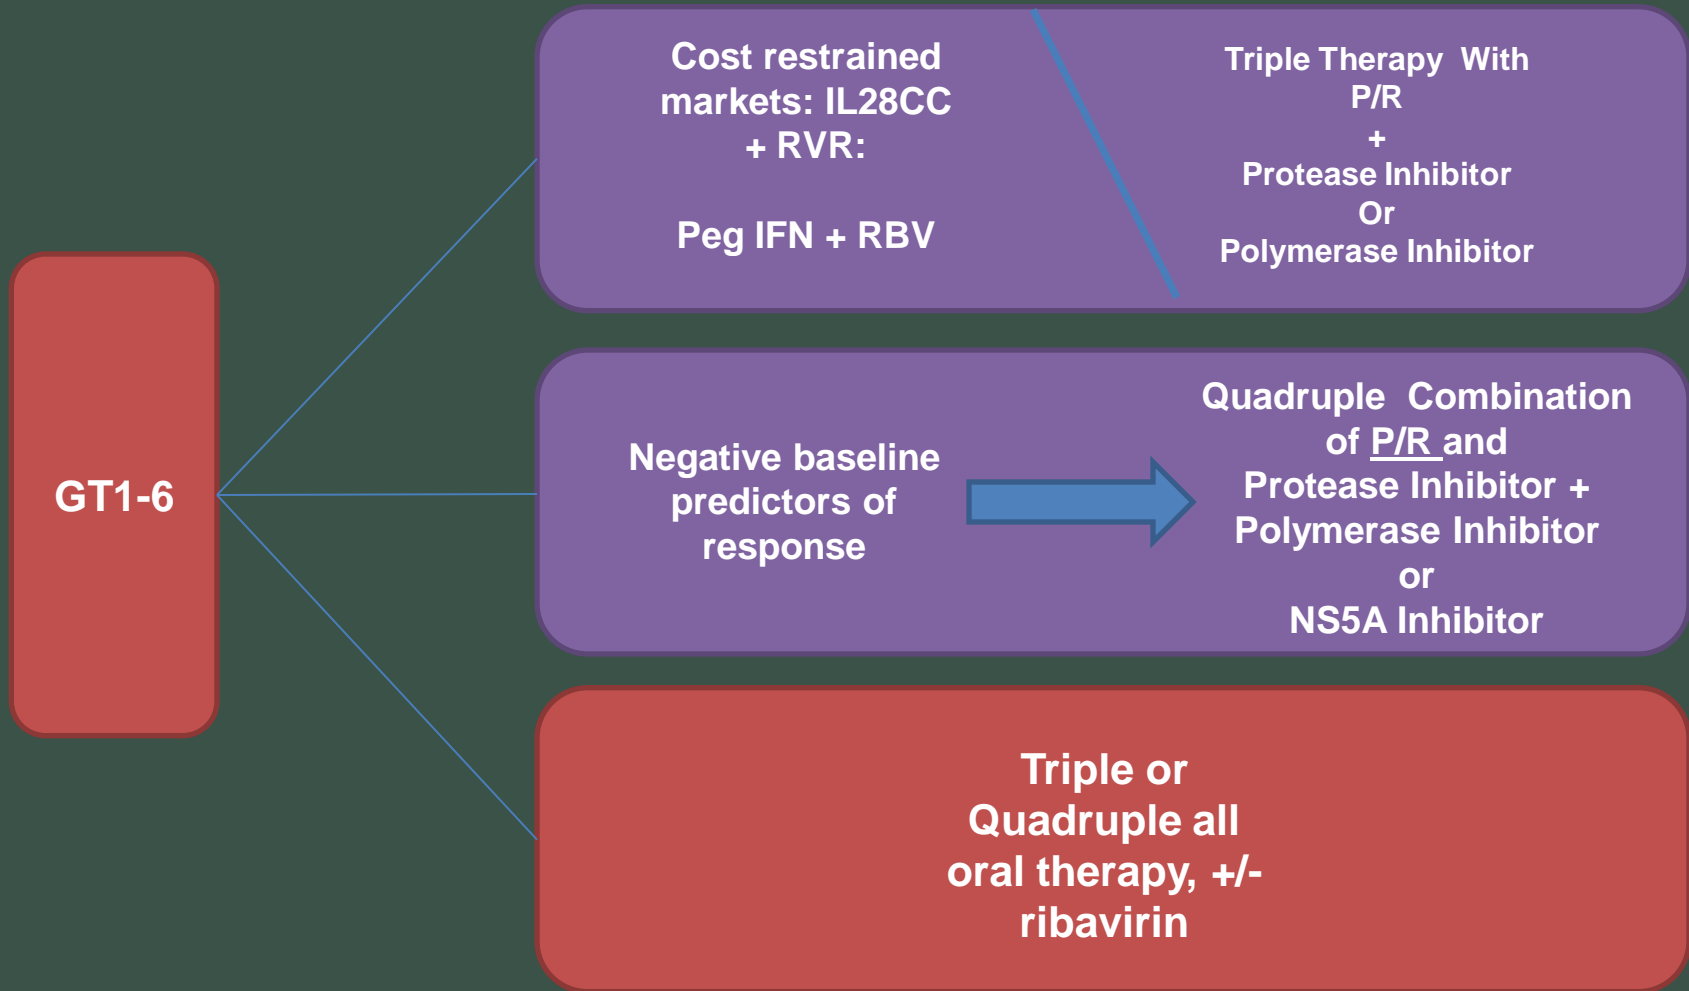 GT1-6
Cost restrained
markets: IL28CC
+ RVR:
Peg IFN + RBV
Triple Therapy With
P/R
+
Protease Inhibitor
Or
Polymerase Inhibitor
Negative baseline
predictors of
response
Quadruple Combination
of P/R and
Protease Inhibitor +
Polymerase Inhibitor
or
NS5A Inhibitor
Triple or
Quadruple all
oral therapy, +/-
ribavirin